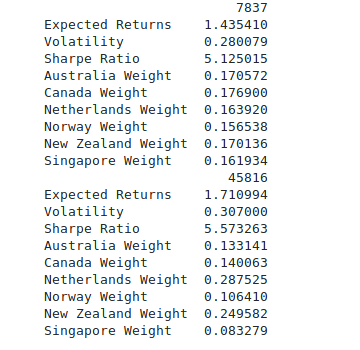 7837
Expected Returns 1.435410
Volatility 0.280079
Sharpe Ratio 5.125015
Australia Weight 0.170572
Canada Weight 0.176900
Netherlands Weight 0.163920
Norway Weight 0.156538
New Zealand Weight 0.170136
Singapore Weight 0.161934
45816
Expected Returns 1.710994
Volatility 0.307000
Sharpe Ratio 5.573263
Australia Weight 0.133141
Canada Weight 0.140063
Netherlands Weight 0.287525
Norway Weight 0.106410
New Zealand Weight 0.249582
Singapore Weight 0.083279